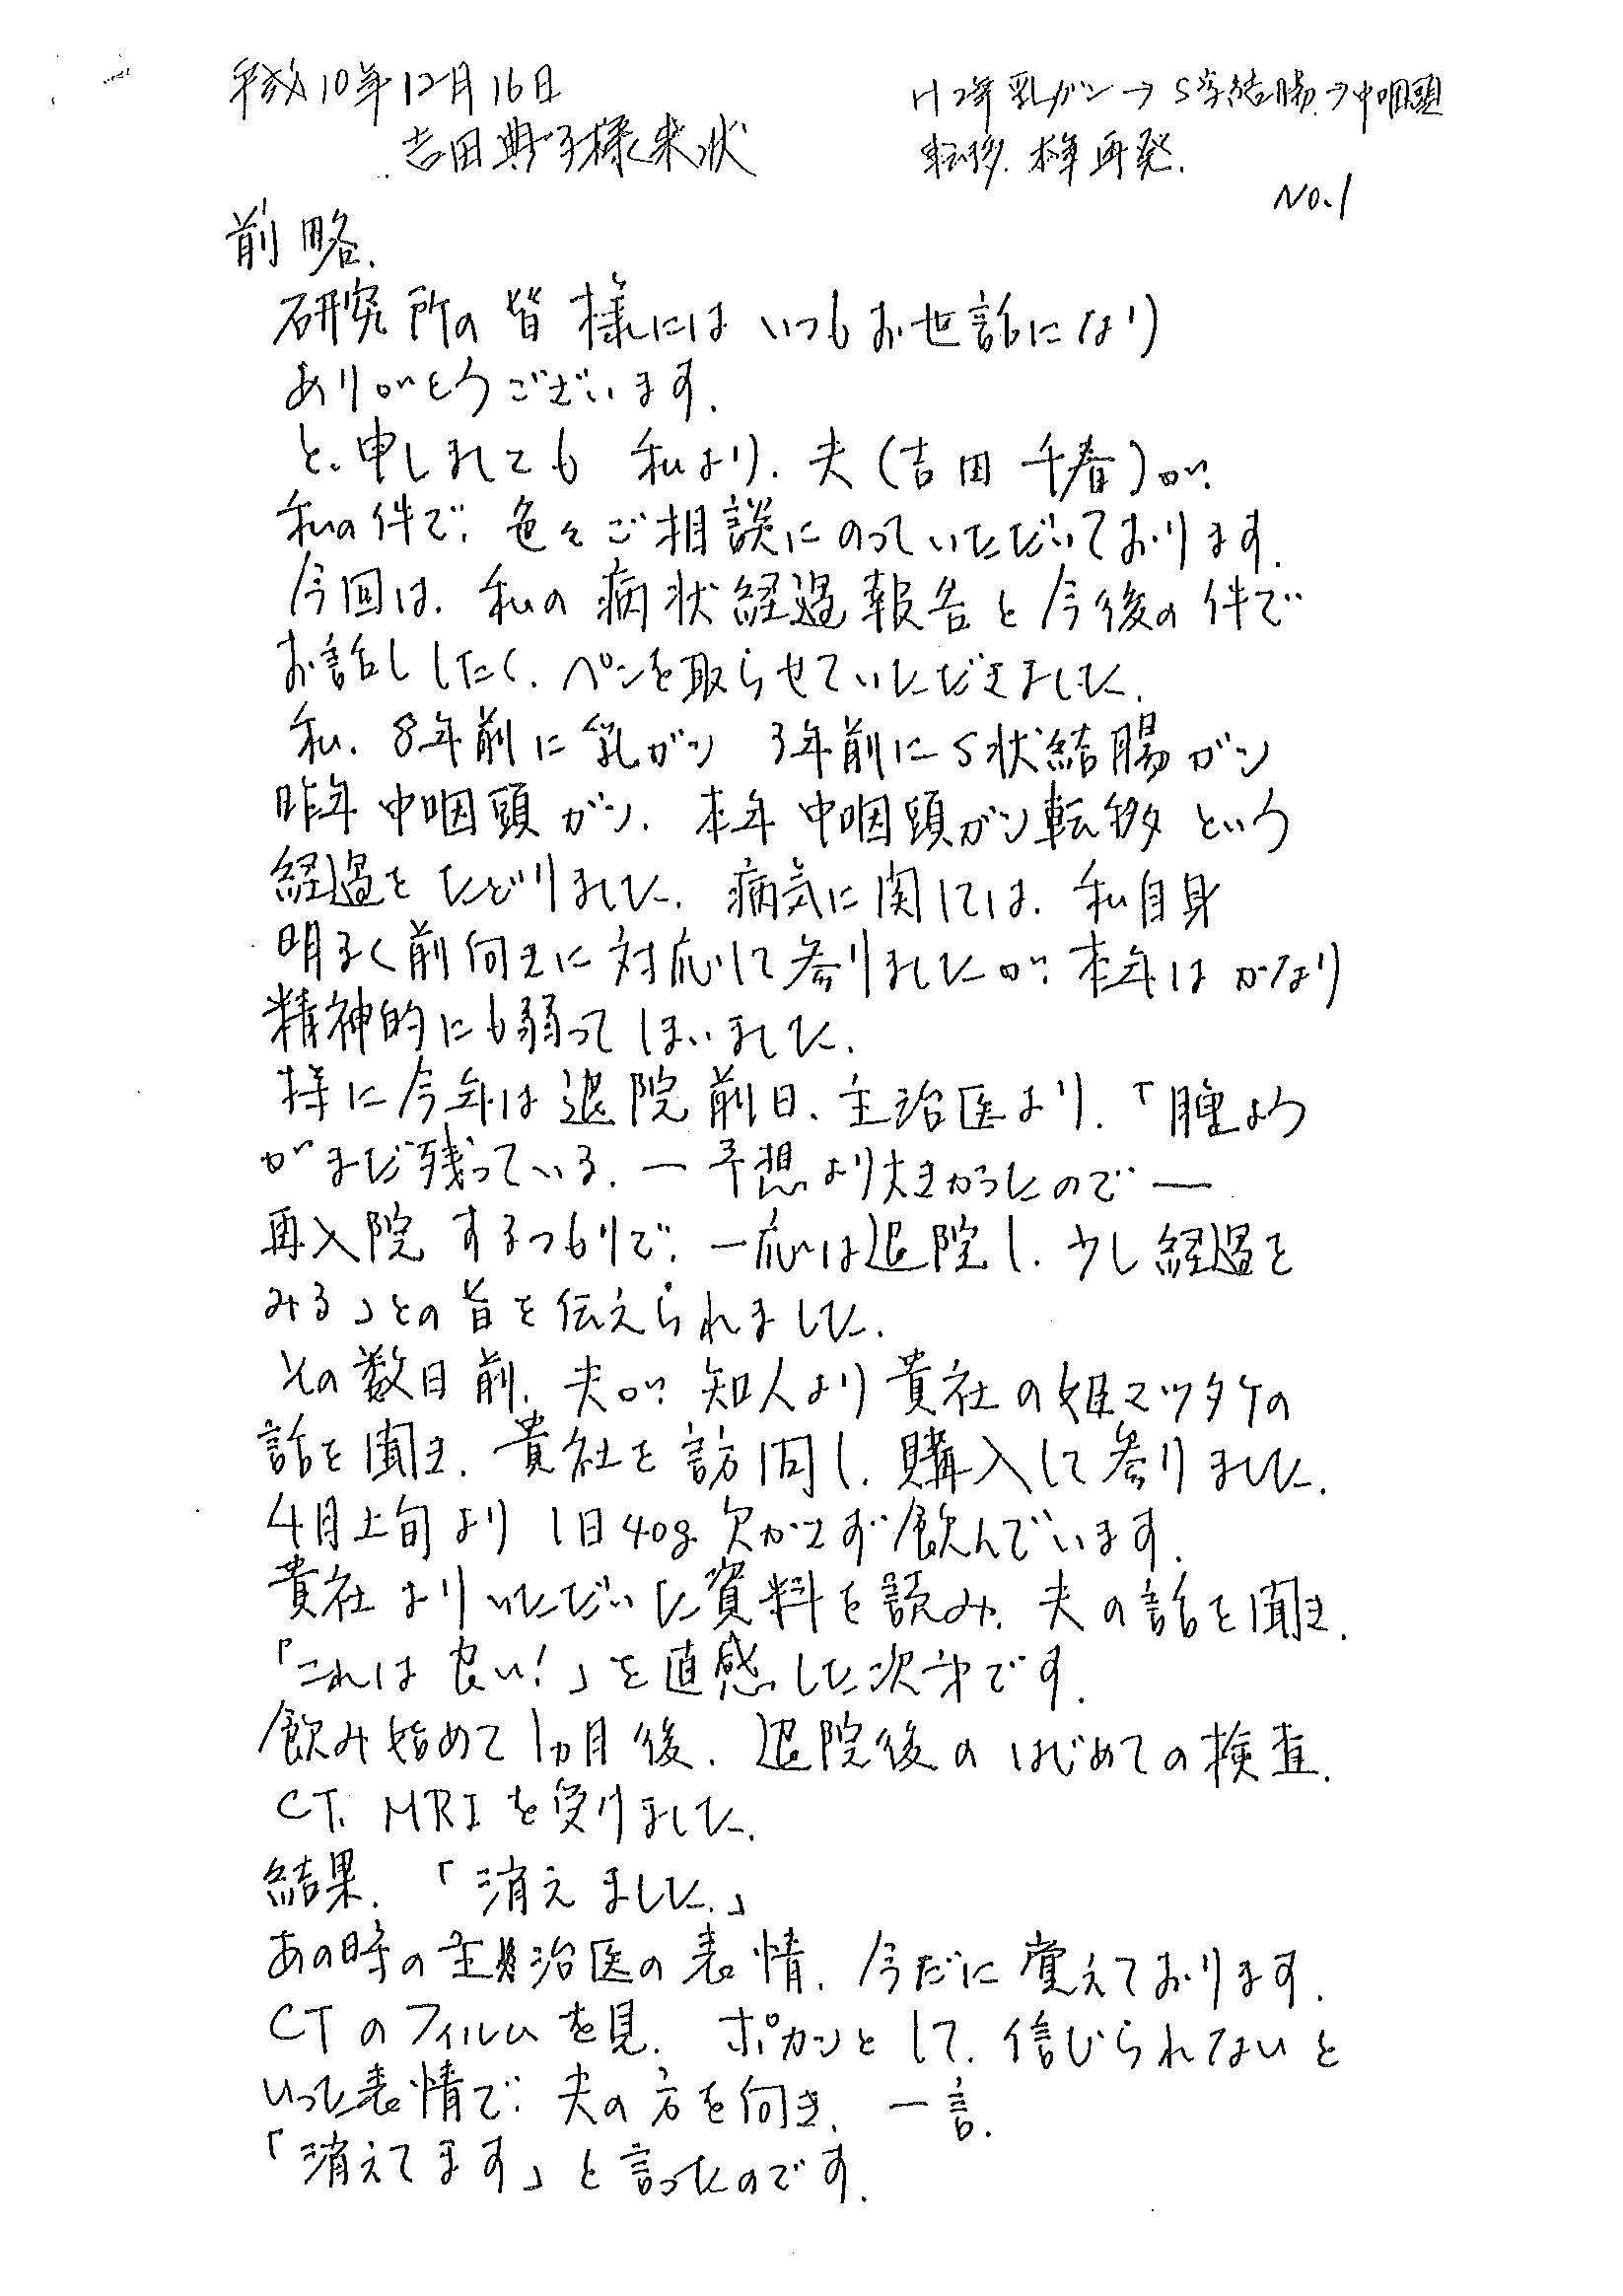 平成10年12月16日
吉田典子様来状
H2年乳ガン→S字結腸→中咽頭
転移.本年再発.
No.1
前略.
研究所の皆様にはいつもお世話になり
ありがとうございます.
と、申しましても 私より、夫(吉田千春)が、
私の件で、色々ご相談にのっていただいております.
今回は、私の病状経過報告と今後の件で
お話ししたく、ペンを取らせていただきました.
私、8年前に乳ガン 3年前にS状結腸ガン
昨年中咽頭ガン、本年中咽頭ガン転移という
経過をたどりました.病気に関しては、私自身
明るく前向きに対応して参りましたが、本年はかなり
精神的にも弱ってしまいました.
様に今年は退院前日、主治医より、「腫よう
がまだ残っている.―予想より大きかったので―
再入院するつもりで、一応は退院し、少し経過を
みる」との旨を伝えられました.
その数日前、夫が、知人より貴社の姫マツタケの
話を聞き、貴社を訪問し、購入して参りました.
4月上旬より1日40g欠かさず飲んでいます.
貴社よりいただいた資料を読み、夫の話を聞き、
「これは良い!」と直感した次第です.
飲み始めて1ヵ月後、退院後のはじめての検査、
CT、MRIを受けました.
結果、「消えました.」
あの時の主治医の表情、今だに覚えております.
CTのフィルムを見、ポカンとして、信じられないと
いった表情で、夫の方を向き、一言、
「消えてます」と言ったのです.